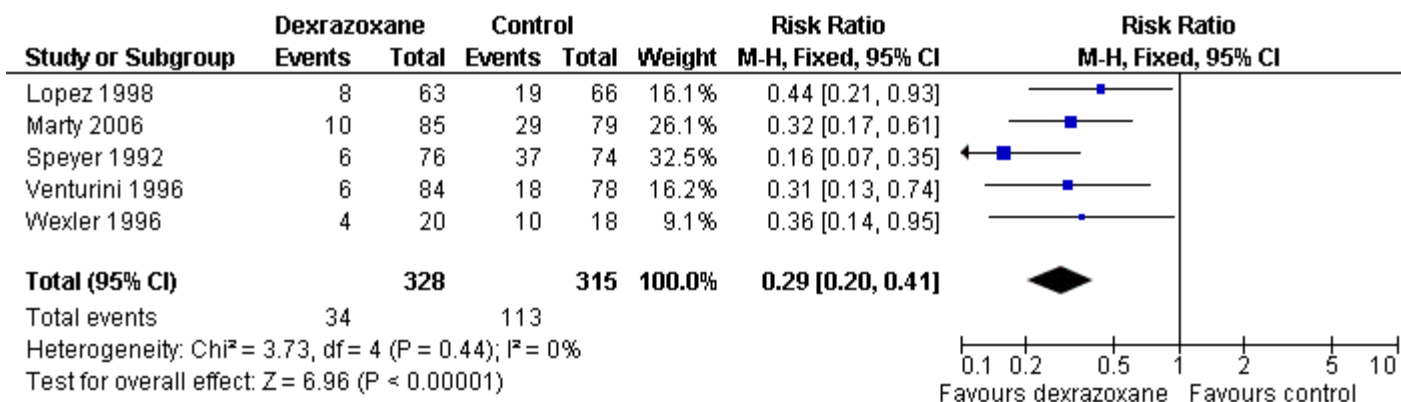 Dexrazoxane Control Risk Ratio Risk Ratio
Study or Subgroup Events Total Events Total Weight M-H, Fixed, 95% CI M-H, Fixed, 95% CI
Lopez 1998 8 63 19 66 16.1% 0.44 [0.21, 0.93]
Marty 2006 10 85 29 79 26.1% 0.32 [0.17, 0.61]
Speyer 1992 6 76 37 74 32.5% 0.16 [0.07, 0.35]
Venturini 1996 6 84 18 78 16.2% 0.31 [0.13, 0.74]
Wexler 1996 4 20 10 18 9.1% 0.36 [0.14, 0.95]
Total (95% CI) 328 315 100.0% 0.29 [0.20, 0.41]
Total events 34 113
Heterogeneity: Chi² = 3.73, df = 4 (P = 0.44); I² = 0%
Test for overall effect: Z = 6.96 (P < 0.00001)
0.1 0.2 0.5 1 2 5 10
Favours dexrazoxane Favours control